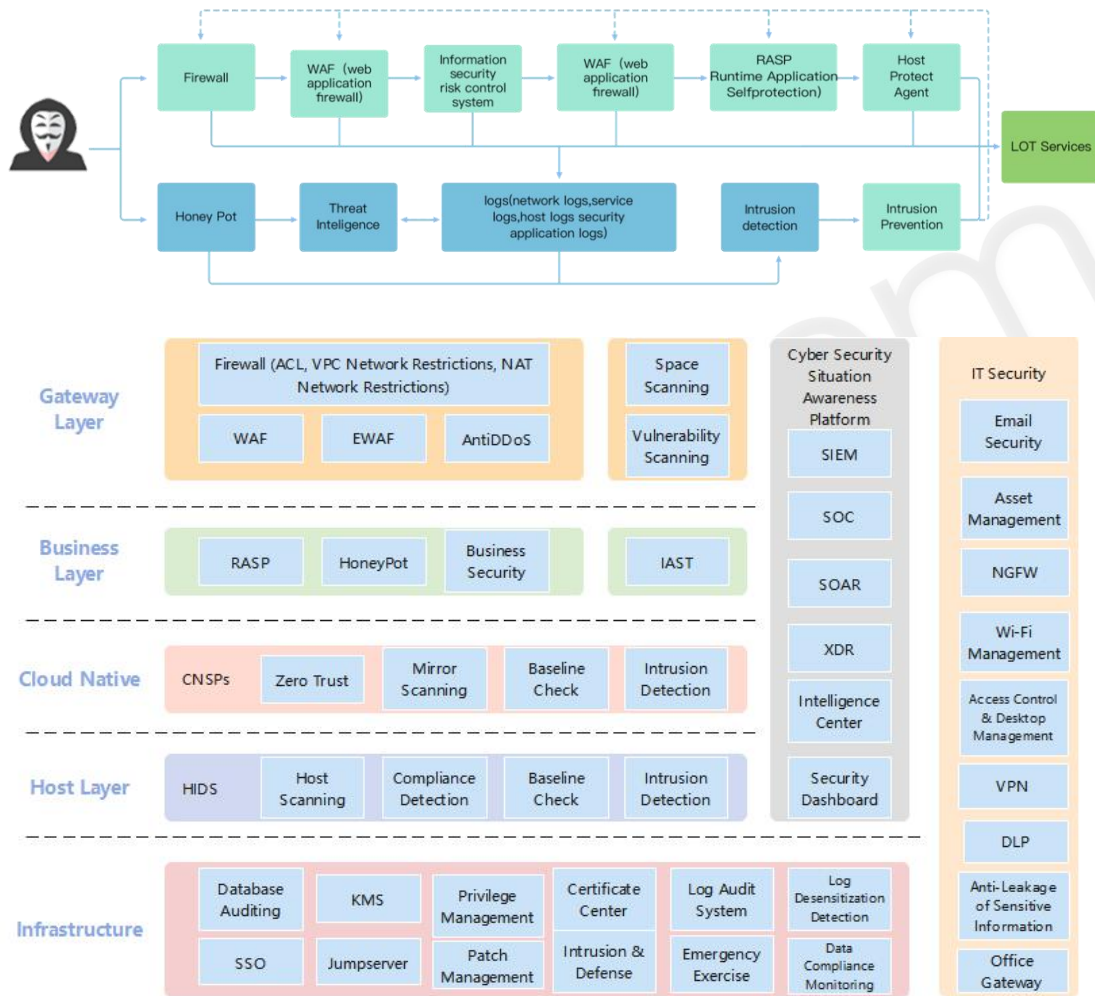 Firewall
WAF（web
application
firewall)
Information
security
risk control
system
WAF（web
application
firewall)
RASP
Runtime Application
Selfprotection)
Host
Protect
Agent
LOT Services
Honey Pot
Threat
Inteligence
logs(network logs,service
logs,host logs security
application logs)
Intrusion
detection
Intrusion
Prevention
Gateway
Layer
Firewall (ACL, VPC Network Restrictions, NAT
Network Restrictions)
WAF
EWAF
AntiDDoS
Space
Scanning
Vulnerability
Scanning
Business
Layer
RASP
HoneyPot
Business
Security
IAST
Cloud Native
CNSPs
Zero Trust
Mirror
Scanning
Baseline
Check
Intrusion
Detection
Host Layer
HIDS
Host
Scanning
Compliance
Detection
Baseline
Check
Intrusion
Detection
Infrastructure
Database
Auditing
KMS
Privilege
Management
Certificate
Center
Log Audit
System
Log
Desensitization
Detection
SSO
Jumpserver
Patch
Management
Intrusion &
Defense
Emergency
Exercise
Data
Compliance
Monitoring
Cyber Security
Situation
Awareness
Platform
SIEM
SOC
SOAR
XDR
Intelligence
Center
Security
Dashboard
IT Security
Email
Security
Asset
Management
NGFW
Wi-Fi
Management
Access Control
& Desktop
Management
VPN
DLP
Anti-Leakage
of Sensitive
Information
Office
Gateway